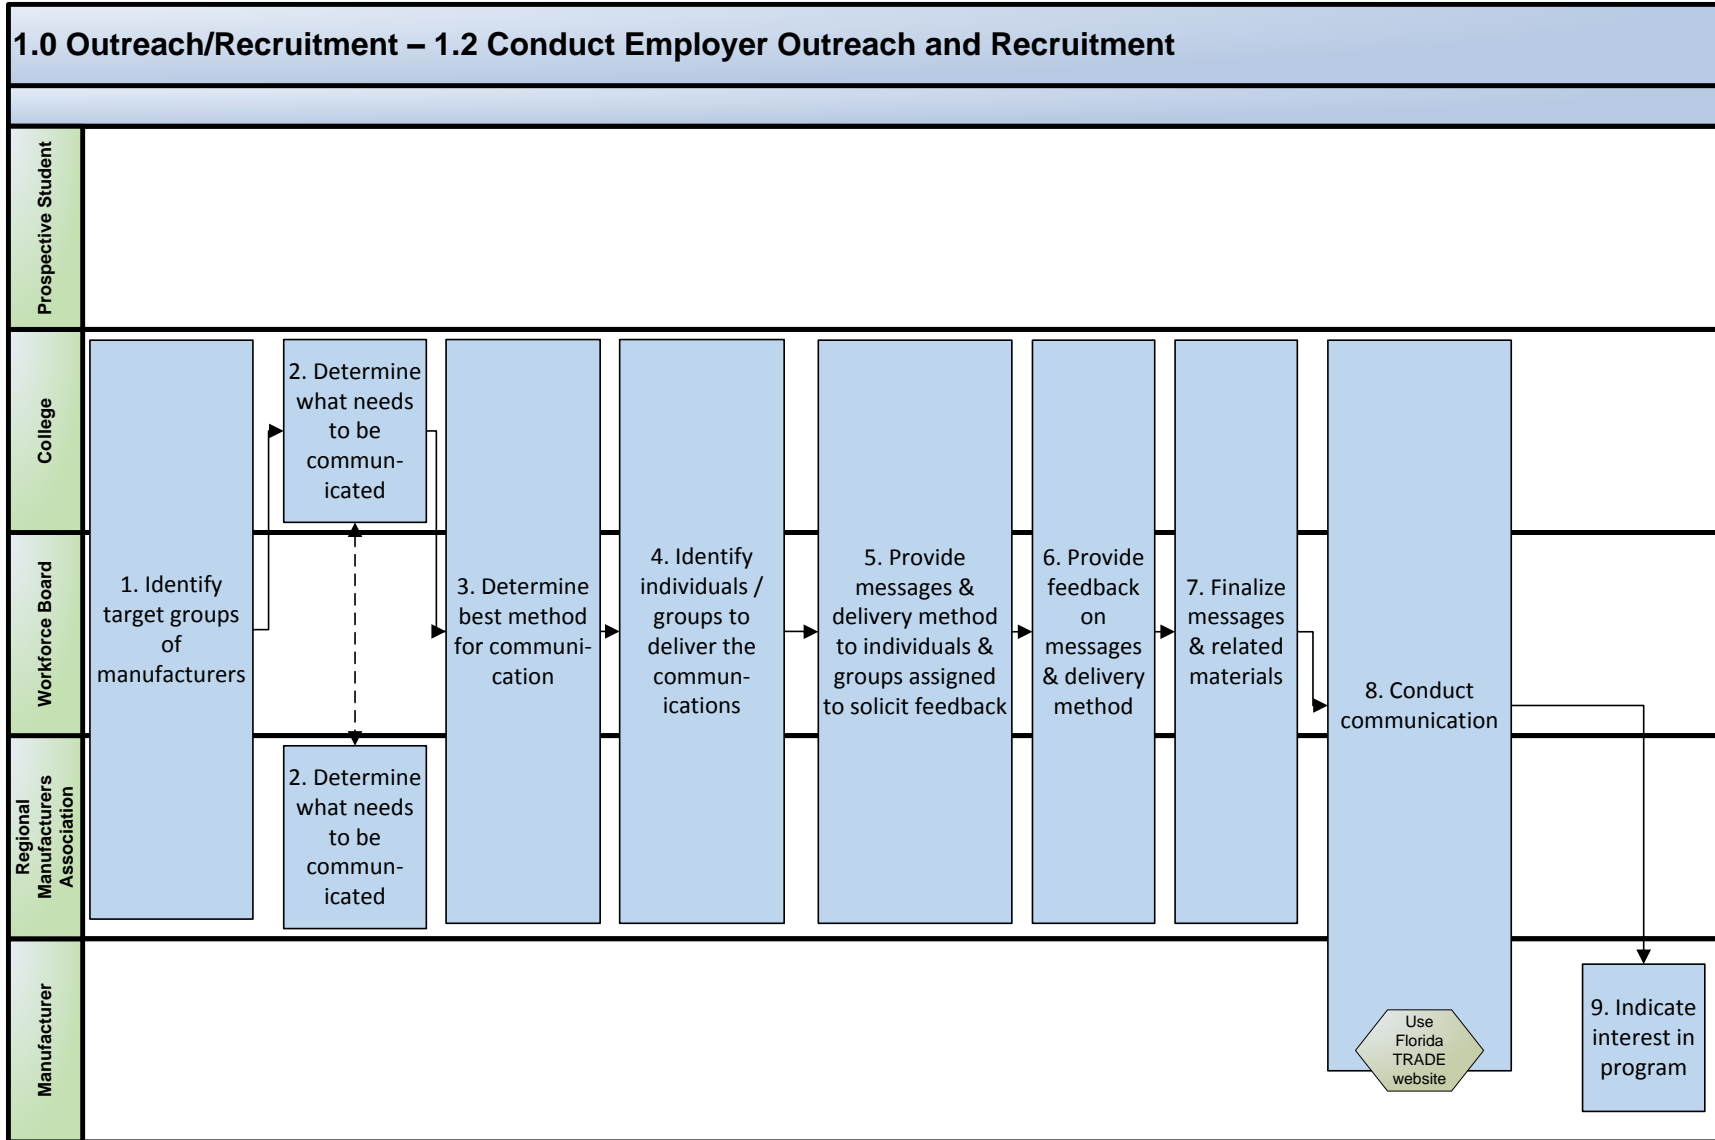 1.0 Outreach/Recruitment – 1.2 Conduct Employer Outreach and Recruitment
Prospective Student
College
Workforce Board
Regional
Manufacturers
Association
Manufacturer
1. Identify
target groups
of
manufacturers
2. Determine
what needs
to be
commun-
icated
2. Determine
what needs
to be
commun-
icated
3. Determine
best method
for communi-
cation
4. Identify
individuals /
groups to
deliver the
commun-
ications
5. Provide
messages &
delivery method
to individuals &
groups assigned
to solicit feedback
6. Provide
feedback
on
messages
& delivery
method
7. Finalize
messages
& related
materials
8. Conduct
communication
Use
Florida
TRADE
website
9. Indicate
interest in
program